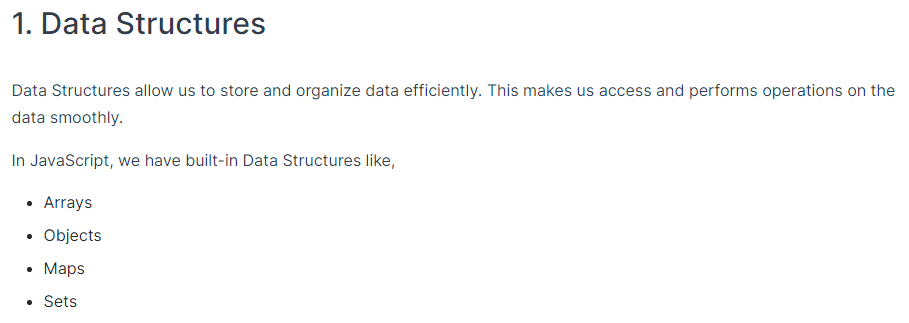 1. Data Structures
Data Structures allow us to store and organize data efficiently. This makes us access and performs operations on the
data smoothly.
In JavaScript, we have built-in Data Structures like,
• Arrays
• Objects
• Maps
• Sets